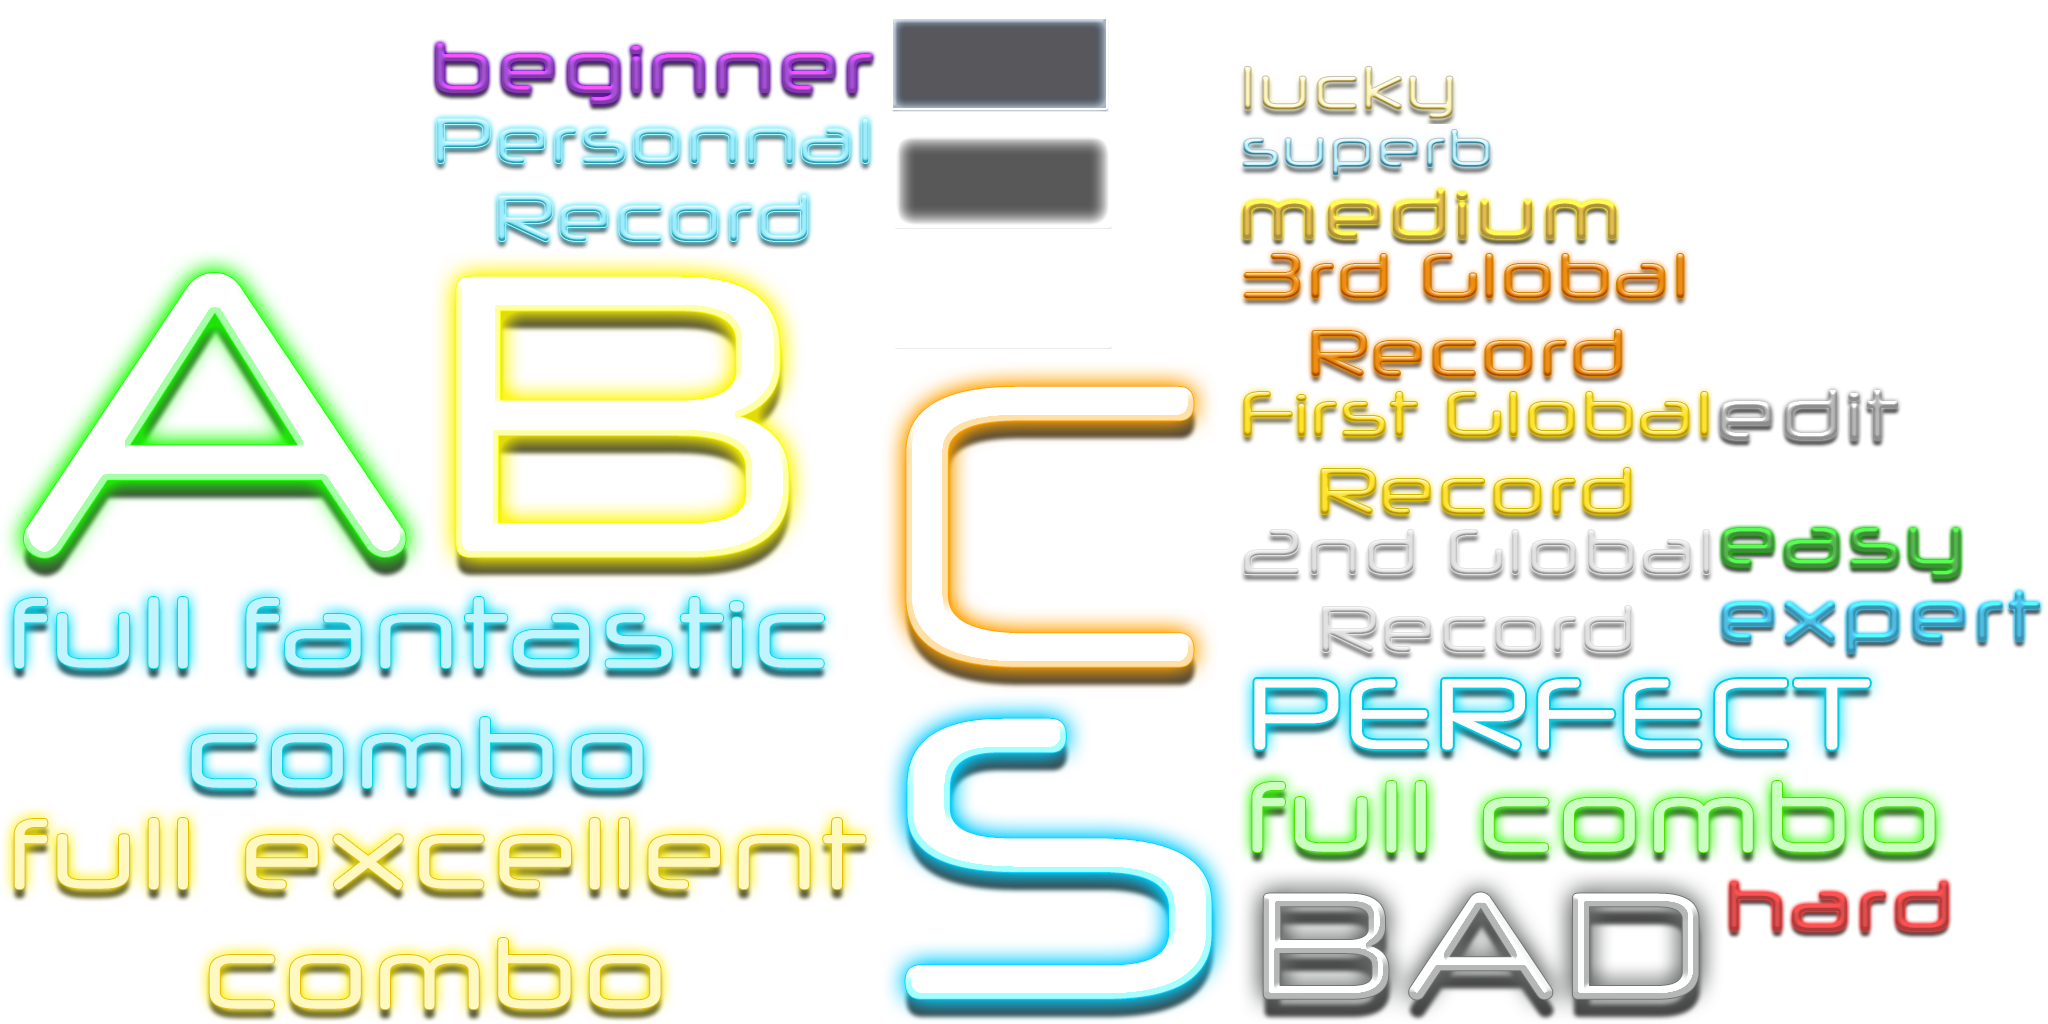 beginner
Personnal
Record
A
B
full fantastic
combo
full excellent
combo
C
S
lucky
superb
medium
3rd Global
Record
First Global
Record
2nd Global
Record
PERFECT
full combo
BAD
edit
easy
expert
hard